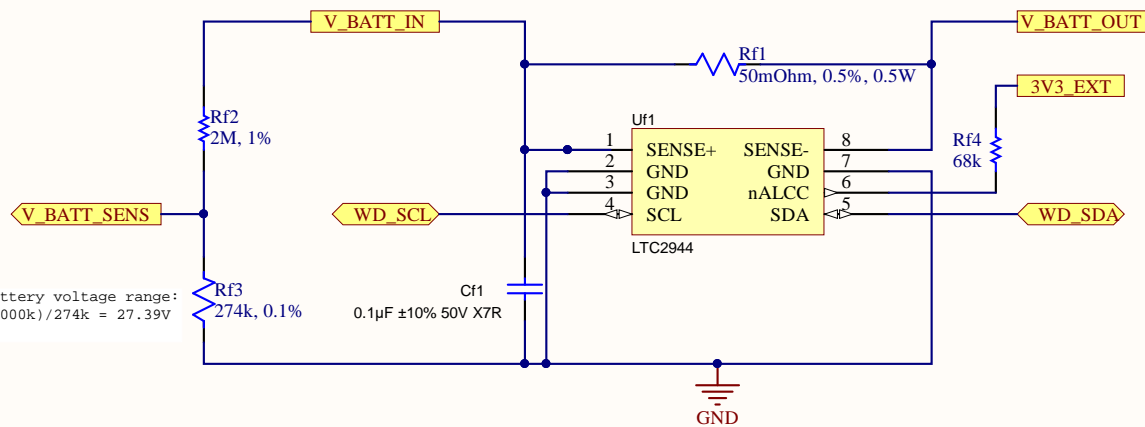 V_BATT_IN
V_BATT_OUT
Rf1
50mOhm, 0.5%, 0.5W
3V3_EXT
Rf2
2M, 1%
Uf1
Rf4
68k
1 SENSE+ SENSE- 8
2 GND GND 7
3 GND nALCC 6
4 SCL SDA 5
V_BATT_SENS
WD_SCL
WD_SDA
LTC2944
Rf3
274k, 0.1%
ttery voltage range:
000k)/274k = 27.39V
Cf1
0.1µF ±10% 50V X7R
GND